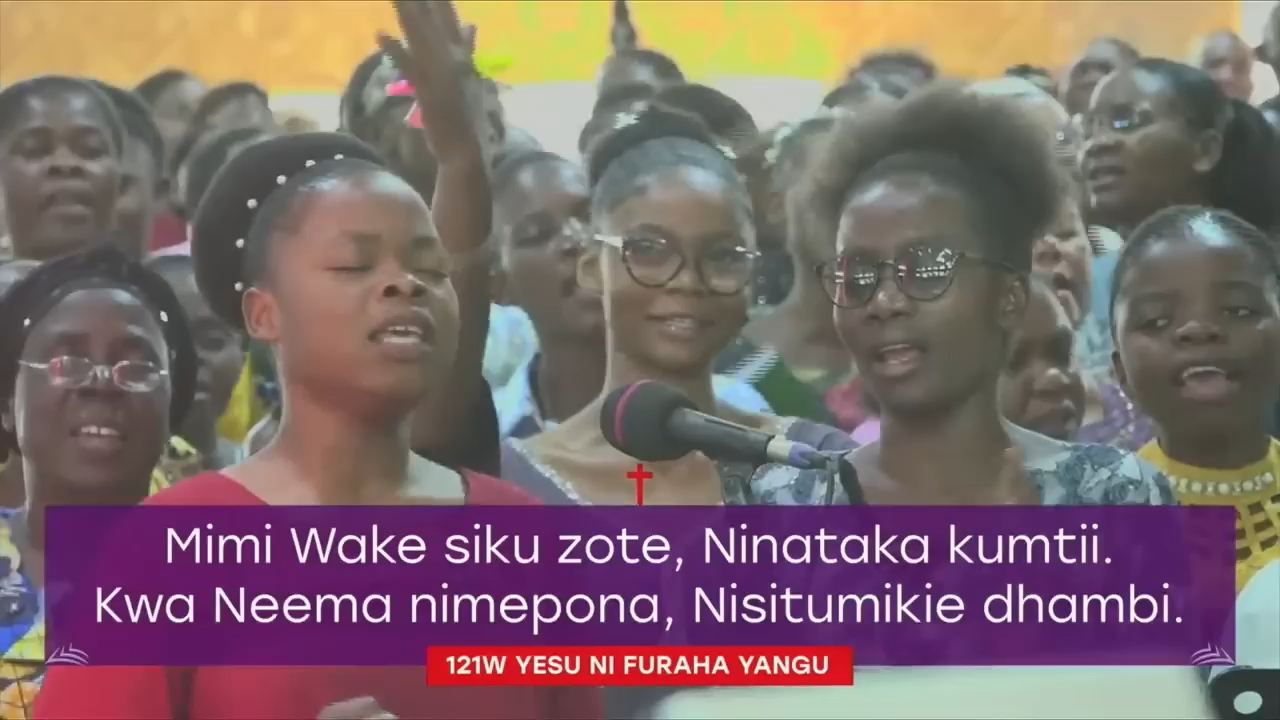 Mimi Wake siku zote, Ninataka kumtii.
Kwa Neema nimepona, Nisitumikie dhambi.
121W YESU NI FURAHA YANGU